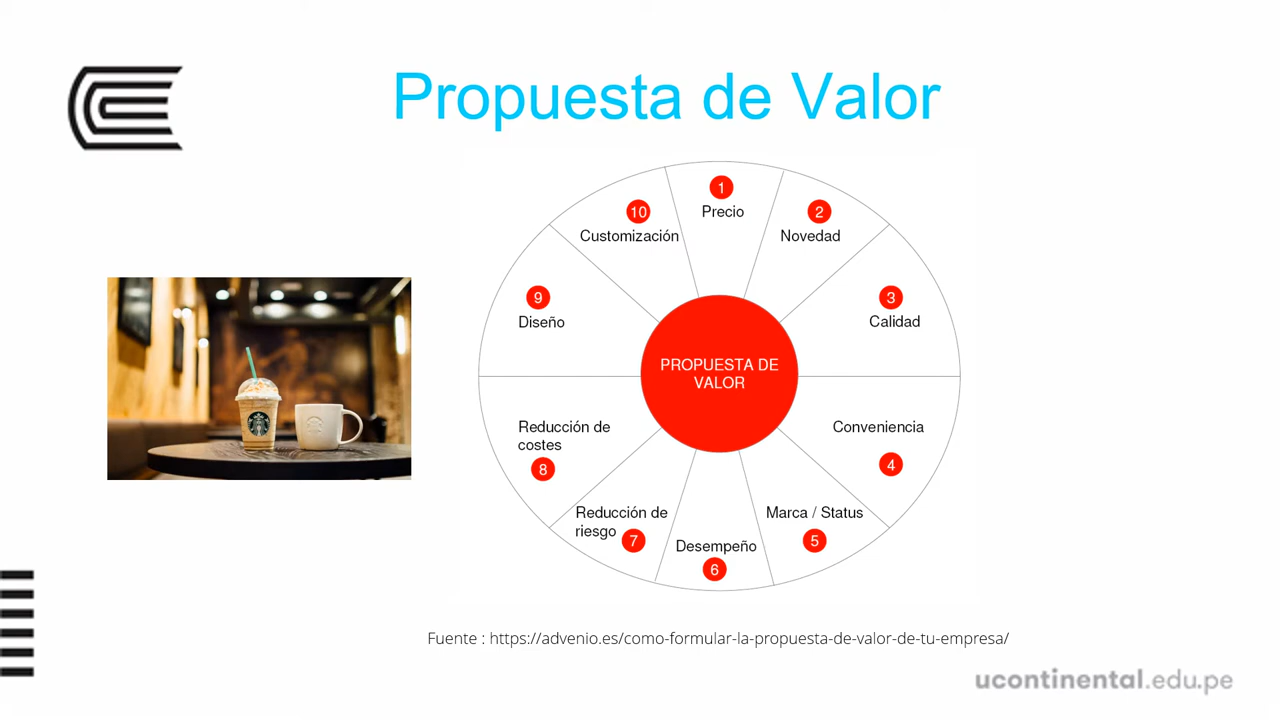 Propuesta de Valor
1
Precio
2
Novedad
3
Calidad
Conveniencia
4
Marca / Status
5
Desempeño
6
Reducción de
riesgo
7
Reducción de
costes
8
9
Diseño
10
Customización
PROPUESTA DE
VALOR
Fuente : https://advenio.es/como-formular-la-propuesta-de-valor-de-tu-empresa/
ucontinental.edu.pe